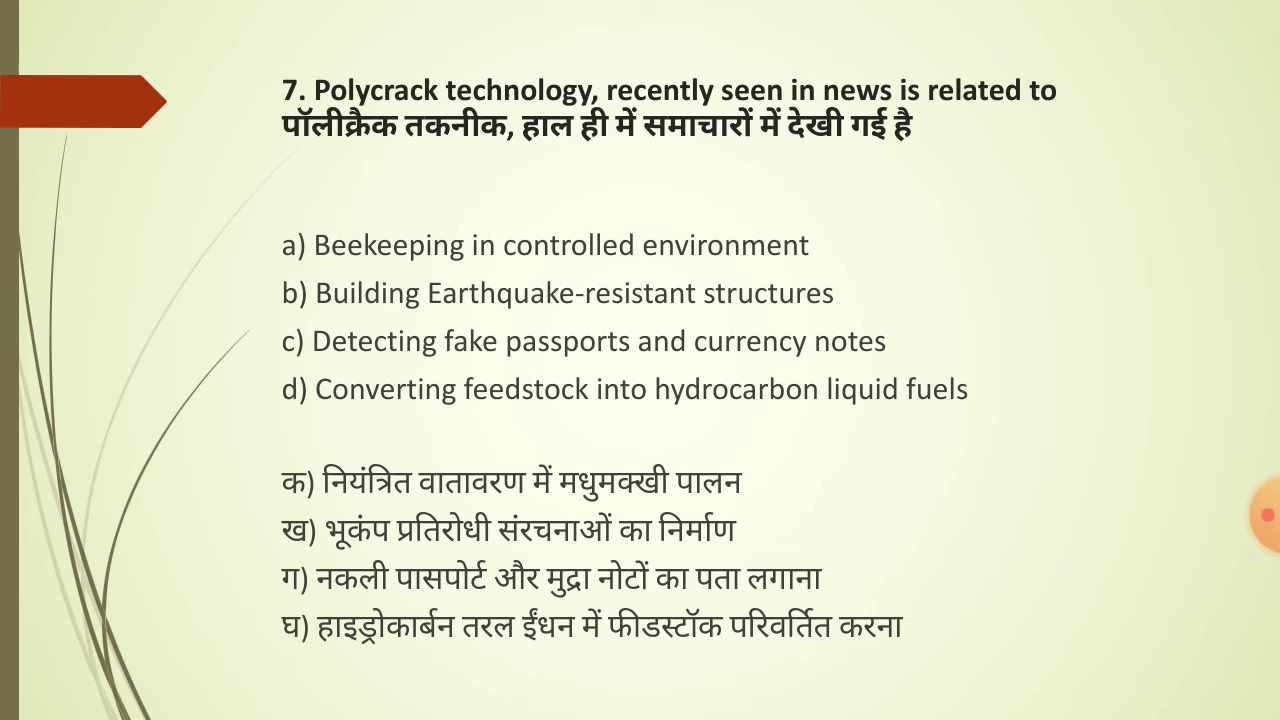 7. Polycrack technology, recently seen in news is related to
पॉलीक्रैक तकनीक, हाल ही में समाचारों में देखी गई है
a) Beekeeping in controlled environment
b) Building Earthquake-resistant structures
c) Detecting fake passports and currency notes
d) Converting feedstock into hydrocarbon liquid fuels
क) नियंत्रित वातावरण में मधुमक्खी पालन
ख) भूकंप प्रतिरोधी संरचनाओं का निर्माण
ग) नकली पासपोर्ट और मुद्रा नोटों का पता लगाना
घ) हाइड्रोकार्बन तरल ईंधन में फीडस्टॉक परिवर्तित करना